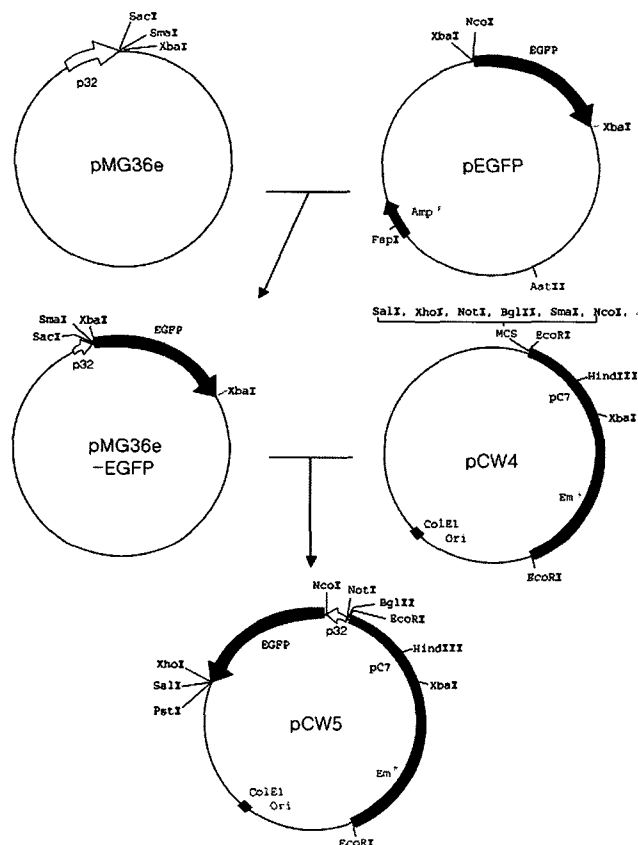 SacI
SmaI
XbaI
p32
pMG36e
NcoI
XbaI
EGFP
XbaI
pEGFP
Amp r
FspI
AatII
SmaI XbaI
SacI
EGFP
p32
XbaI
pMG36e
-EGFP
SalI, XhoI, NotI, BglII, SmaI, NcoI,
MCS
EcoRI
HindIII
pC7
XbaI
pCW4
Em r
ColE1
Ori
EcoRI
NcoI
NotI
BglII
EcoRI
p32
EGFP
HindIII
pC7
XhoI
SalI
PstI
XbaI
pCW5
Em r
ColE1
Ori
EcoRI